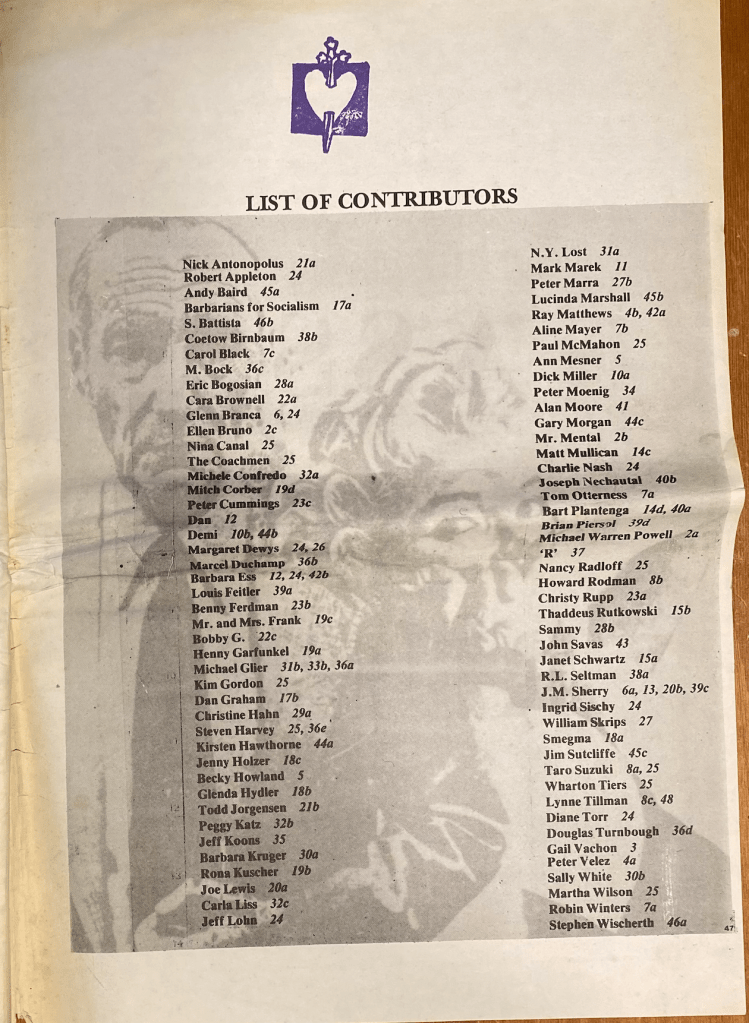 LIST OF CONTRIBUTORS
Nick Antonopolus 21a
Robert Appleton 24
Andy Baird 45a
Barbarians for Socialism 17a
S. Battista 46b
Coetow Birnbaum 38b
Carol Black 7c
M. Bock 36c
Eric Bogosian 28a
Cara Brownell 22a
Glenn Branca 6, 24
Ellen Bruno 2c
Nina Canal 25
The Coachmen 25
Michele Confredo 32a
Mitch Corber 19d
Peter Cummings 23c
Dan 12
Demi 10b, 44b
Margaret Dewys 24, 26
Marcel Duchamp 36b
Barbara Ess 12, 24, 42b
Louis Feitler 39a
Benny Ferdman 23b
Mr. and Mrs. Frank 19c
Bobby G. 22c
Henny Garfunkel 19a
Michael Glier 31b, 33b, 36a
Kim Gordon 25
Dan Graham 17b
Christine Hahn 29a
Steven Harvey 25, 36e
Kirsten Hawthorne 44a
Jenny Holzer 18c
Becky Howland 5
Glenda Hydler 18b
Todd Jorgensen 21b
Peggy Katz 32b
Jeff Koons 35
Barbara Kruger 30a
Rona Kuscher 19b
Joe Lewis 20a
Carla Liss 32c
Jeff Lohn 24
N.Y. Lost 31a
Mark Marek 11
Peter Marra 27b
Lucinda Marshall 45b
Ray Matthews 4b, 42a
Aline Mayer 7b
Paul McMahon 25
Ann Mesner 5
Dick Miller 10a
Peter Moenig 34
Alan Moore 41
Gary Morgan 44c
Mr. Mental 2b
Matt Mullican 14c
Charlie Nash 24
Joseph Nechautal 40b
Tom Otterness 7a
Bart Plantenga 14d, 40a
Brian Piersol 39d
Michael Warren Powell 2a
‘R’ 37
Nancy Radloff 25
Howard Rodman 8b
Christy Rupp 23a
Thaddeus Rutkowski 15b
Sammy 28b
John Savas 43
Janet Schwartz 15a
R.L. Seltman 38a
J.M. Sherry 6a, 13, 20b, 39c
Ingrid Sischy 24
William Skrips 27
Smegma 18a
Jim Sutcliffe 45c
Taro Suzuki 8a, 25
Wharton Tiers 25
Lynne Tillman 8c, 48
Diane Torr 24
Douglas Turnbough 36d
Gail Vachon 3
Peter Velez 4a
Sally White 30b
Martha Wilson 25
Robin Winters 7a
Stephen Wischerth 46a
47